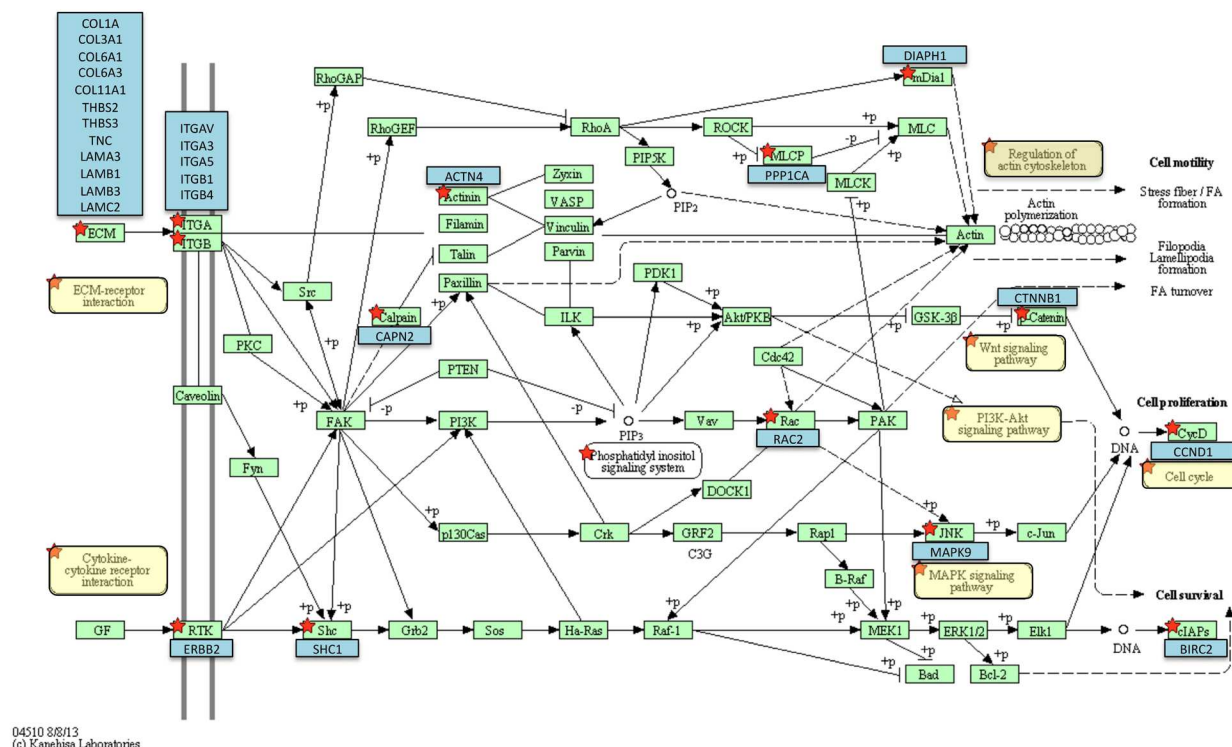 COL1A
COL3A1
COL6A1
COL6A3
COL11A1
THBS2
THBS3
TNC
LAMA3
LAMB1
LAMB3
LAMC2
ITGAV
ITGA3
ITGA5
ITGB1
ITGB4
DIAPH1
RhoGAP
mDia1
+p
+p
RhoGEF
RhoA
ROCK
+p
-p
MLC
+p
MLCP
PIP5K
PPP1CA
MLCK
+p
Regulation of
actin cytoskeleton
Cell motility
Stress fiber / FA
formation
ACTN4
Actinin
Zyxin
VASP
PIP2
Filamin
Vinculin
Talin
Parvin
Paxillin
Actin
Actin
polymerization
Filopodia
Lamellipodia
formation
FA turnover
ECM
ITGA
ITGB
ECM-receptor
interaction
Src
+p
+p
+p
PDK1
+p
Calpain
CAPN2
ILK
+p
Akt/PKB
GSK-3β
+p
CTNNB1
β-Catenin
+p
Wnt signaling
pathway
PKC
PTEN
Cdc42
Caveolin
+p
-p
-p
FAK
PI3K
PIP3
Vav
Rac
RAC2
PAK
PI3K-Akt
signaling pathway
Cell proliferation
DNA
CycD
CCND1
Cell cycle
Phosphatidyl inositol
signaling system
Fyn
DOCK1
+p
+p
p130Cas
Crk
GRF2
C3G
Rap1
JNK
+p
c-Jun
MAPK9
MAPK signaling
pathway
Cytokine-
cytokine receptor
interaction
B-Raf
Cell survival
+p
+p
+p
+p
+p
+p
+p
GF
RTK
Shc
Grb2
Sos
Ha-Ras
Raf-1
MEK1
ERK1/2
Elk1
DNA
cIAPs
ERBB2
SHC1
BIRC2
+p
+p
+p
Bad
Bcl-2
04510 8/8/13
(c) Kanehisa Laboratories